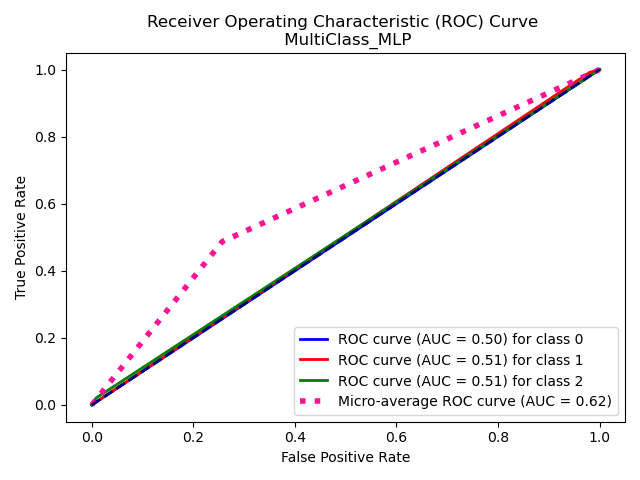 Receiver Operating Characteristic (ROC) Curve
MultiClass_MLP
1.0
0.8
0.6
0.4
0.2
0.0
True Positive Rate
ROC curve (AUC = 0.50) for class 0
ROC curve (AUC = 0.51) for class 1
ROC curve (AUC = 0.51) for class 2
Micro-average ROC curve (AUC = 0.62)
0.0 0.2 0.4 0.6 0.8 1.0
False Positive Rate